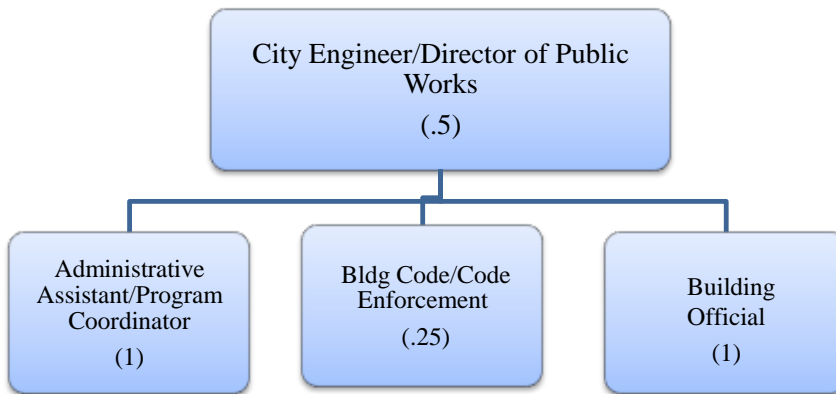 City Engineer/Director of Public
Works
(.5)
Administrative
Assistant/Program
Coordinator
(1)
Bldg Code/Code
Enforcement
(.25)
Building
Official
(1)